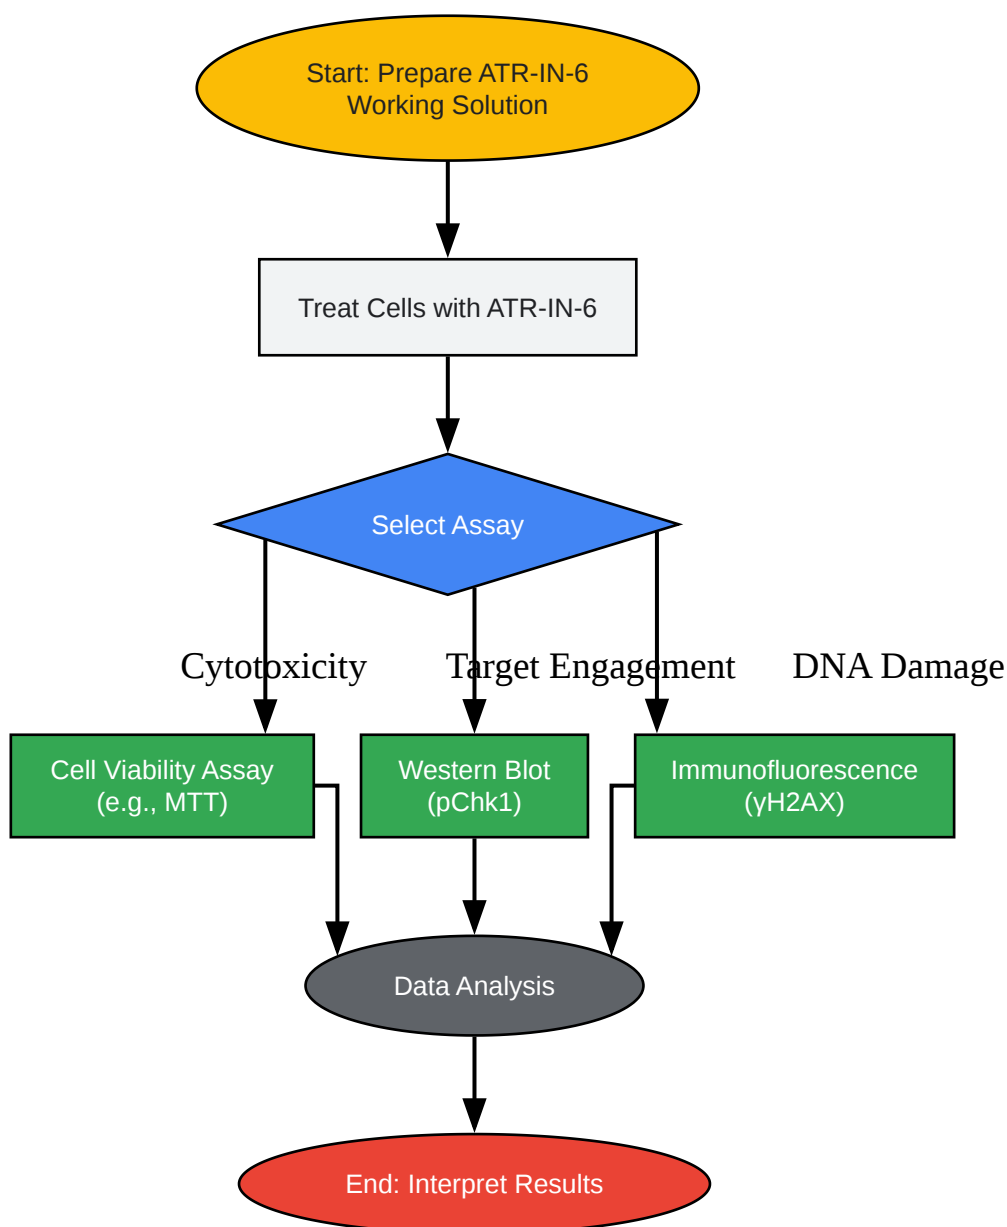 Start: Prepare ATR-IN-6
Working Solution
Treat Cells with ATR-IN-6
Select Assay
Cytotoxicity
Target Engagement
DNA Damage
Cell Viability Assay
(e.g., MTT)
Western Blot
(pChk1)
Immunofluorescence
(γH2AX)
Data Analysis
End: Interpret Results